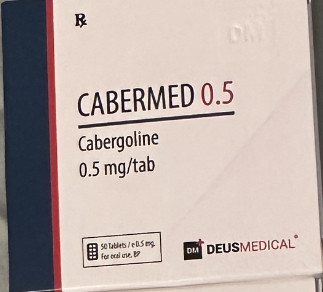 ℞
DM
CABERMED 0.5
Cabergoline
0.5 mg/tab
50 Tablets / e 0.5 mg.
For oral use, BP
DM DEUSMEDICAL